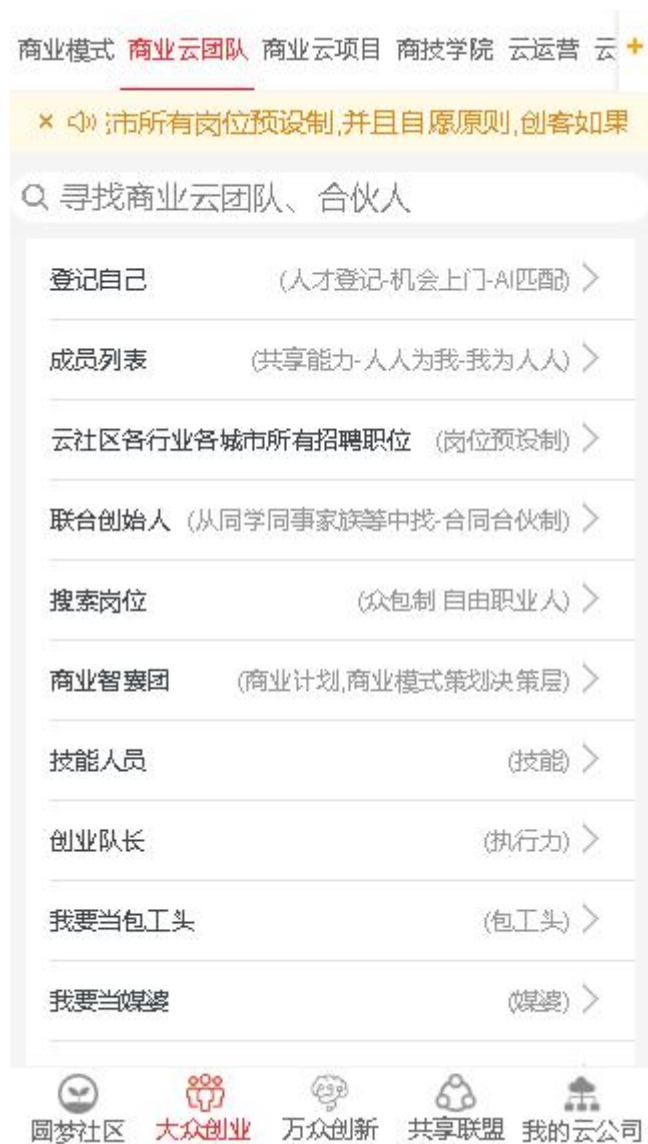 商业模式 商业云团队 商业云项目 商技学院 云运营 云 +
× 市所有岗位预设制,并且自愿原则,创客如果
寻找商业云团队、合伙人
登记自己 (人才登记-机会上门-AI匹配)
成员列表 (共享能力-人人为我-我为人人)
云社区各行业各城市所有招聘职位 (岗位预设制)
联合创始人 (从同学同事家族等中找-合同合伙制)
搜索岗位 (众包制 自由职业人)
商业智囊团 (商业计划,商业模式策划决策层)
技能人员 (技能)
创业队长 (执行力)
我要当包工头 (包工头)
我要当媒婆 (媒婆)
圆梦社区 大众创业 万众创新 共享联盟 我的云公司